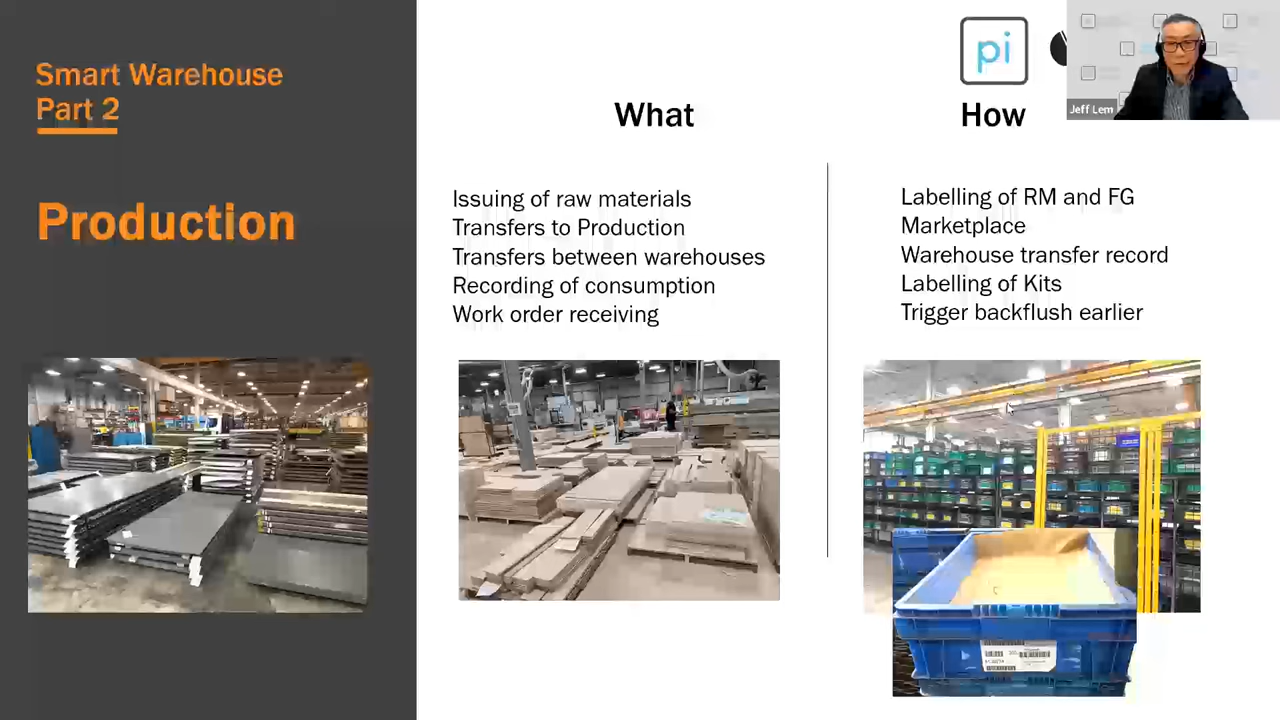 Smart Warehouse
Part 2
Production
What
Issuing of raw materials
Transfers to Production
Transfers between warehouses
Recording of consumption
Work order receiving
pi
How
Labelling of RM and FG
Marketplace
Warehouse transfer record
Labelling of Kits
Trigger backflush earlier
Jeff Lem